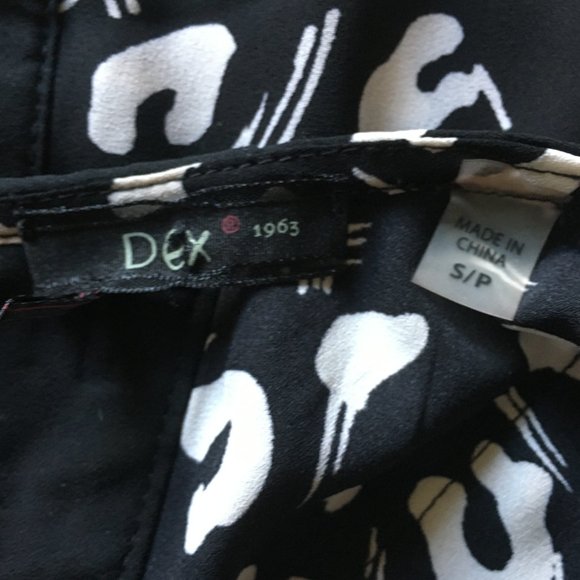 DEX 1963
MADE IN
CHINA
S/P